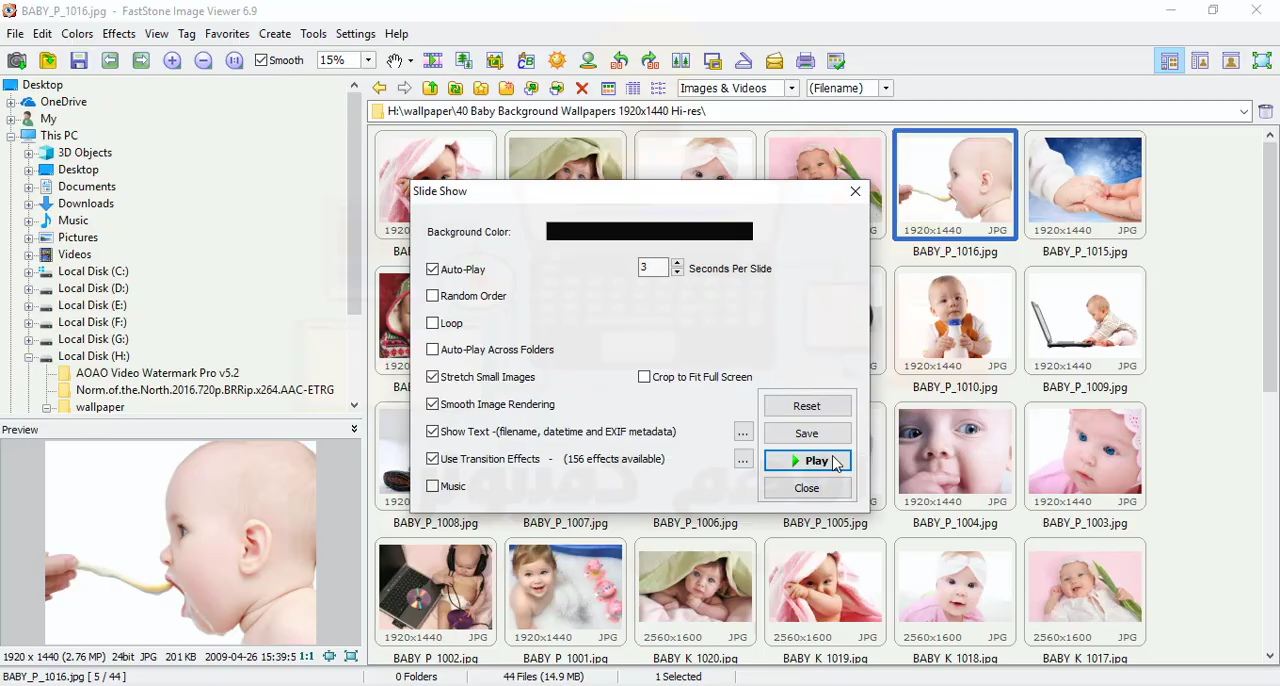 BABY_P_1016.jpg - FastStone Image Viewer 6.9
File Edit Colors Effects View Tag Favorites Create Tools Settings Help
Smooth 15%
Images & Videos (Filename)
H:\wallpaper\40 Baby Background Wallpapers 1920x1440 Hi-res\
Desktop
OneDrive
My
This PC
3D Objects
Desktop
Documents
Downloads
Music
Pictures
Videos
Local Disk (C:)
Local Disk (D:)
Local Disk (E:)
Local Disk (F:)
Local Disk (G:)
Local Disk (H:)
AOAO Video Watermark Pro v5.2
Norm.of.the.North.2016.720p.BRRip.x264.AAC-ETRG
wallpaper
Preview
1920 x 1440 (2.76 MP) 24bit JPG 201 KB 2009-04-26 15:39:5 1:1
BABY_P_1016.jpg [ 5 / 44 ]
1920x1440 JPG 1920x1440 JPG
BABY_P_1016.jpg BABY_P_1015.jpg
Slide Show
Background Color:
Auto-Play 3 Seconds Per Slide
Random Order
Loop
Auto-Play Across Folders
Stretch Small Images Crop to Fit Full Screen
Smooth Image Rendering
Show Text -(filename, datetime and EXIF metadata) ...
Use Transition Effects - (156 effects available) ...
Music
Reset
Save
Play
Close
1920x1440 JPG 1920x1440 JPG
BABY_P_1010.jpg BABY_P_1009.jpg
1920x1440 JPG 1920x1440 JPG
BABY_P_1008.jpg BABY_P_1007.jpg BABY_P_1006.jpg BABY_P_1005.jpg BABY_P_1004.jpg BABY_P_1003.jpg
1920x1440 JPG 1920x1440 JPG 2560x1600 JPG 2560x1600 JPG 2560x1600 JPG 2560x1600 JPG
BABY_P_1002.jpg BABY_P_1001.jpg BABY_K_1020.jpg BABY_K_1019.jpg BABY_K_1018.jpg BABY_K_1017.jpg
0 Folders 44 Files (14.9 MB) 1 Selected